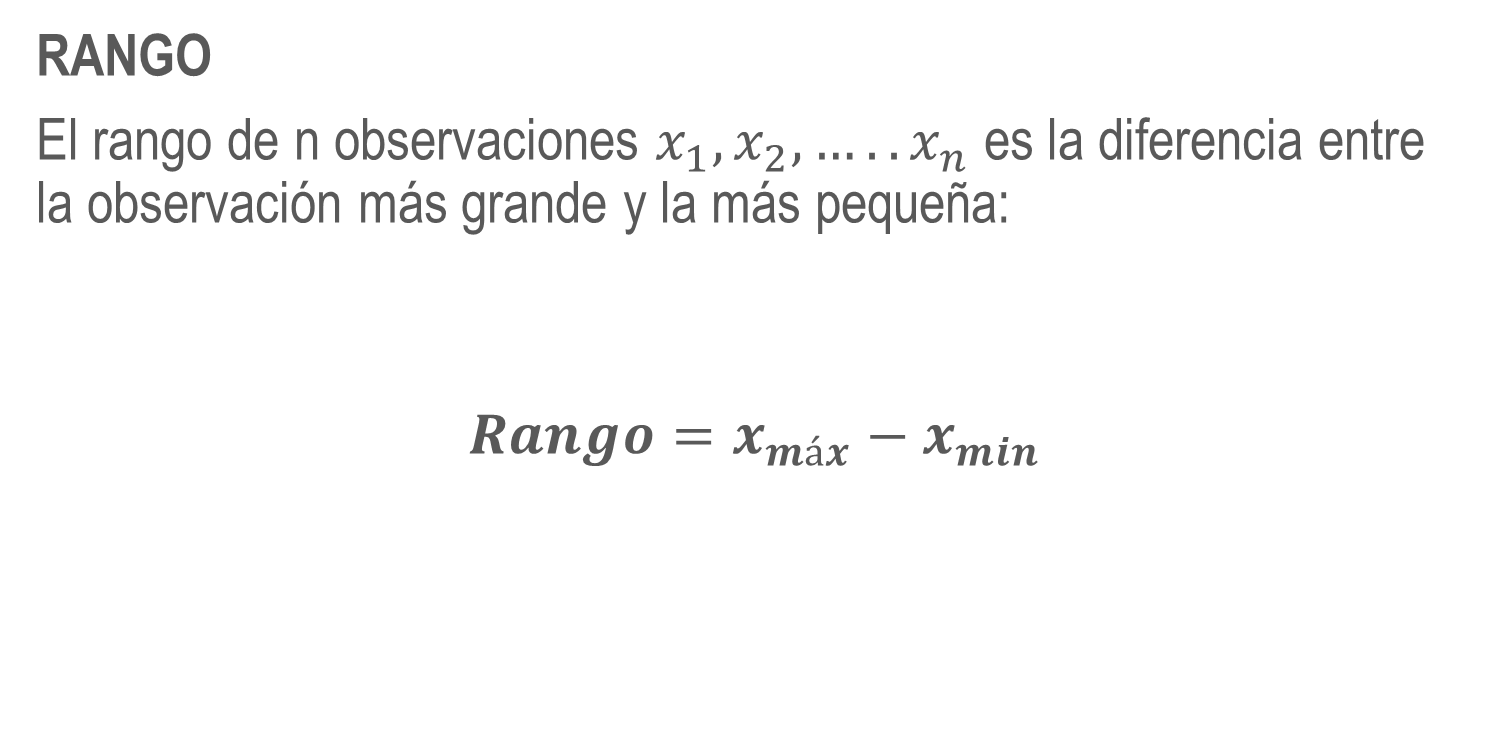 RANGO
El rango de n observaciones x₁, x₂, ….. xₙ es la diferencia entre
la observación más grande y la más pequeña:
Rango = x_máx − x_min